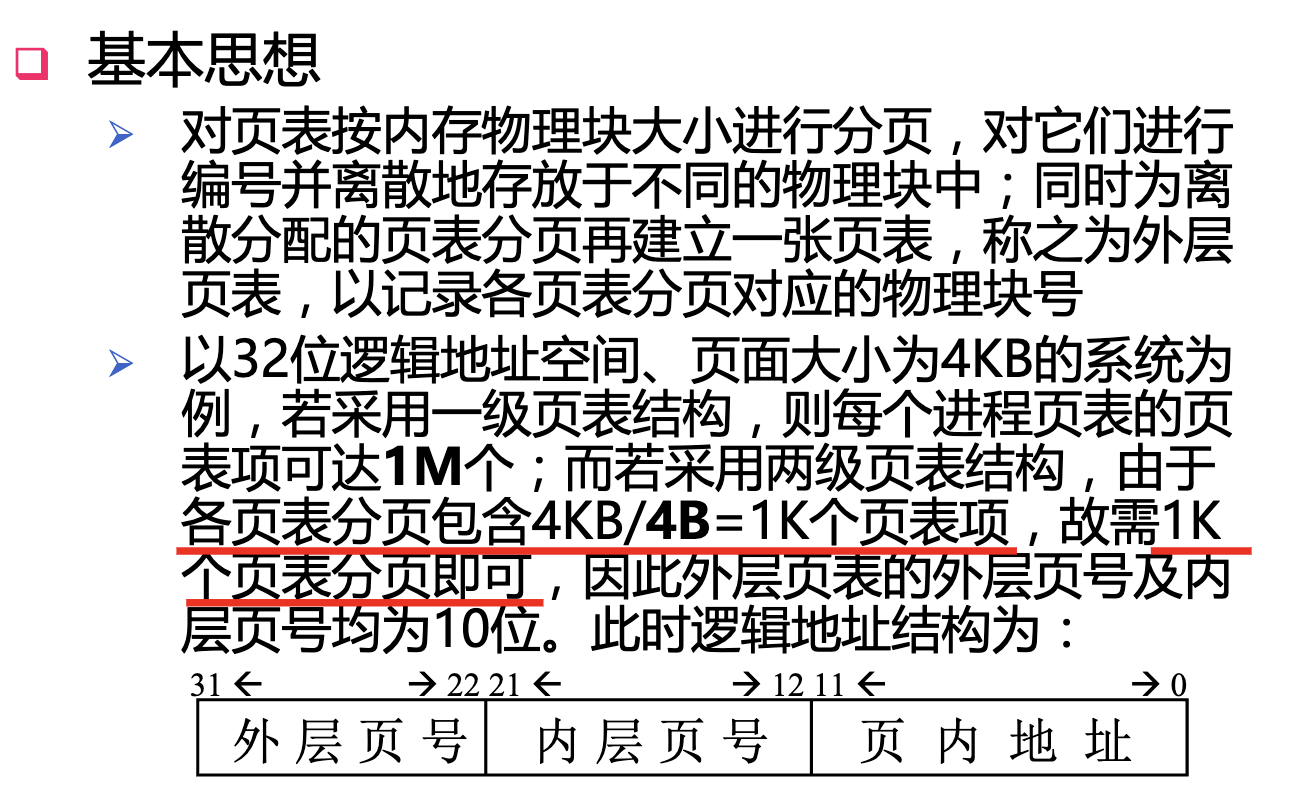 基本思想
对页表按内存物理块大小进行分页，对它们进行
编号并离散地存放于不同的物理块中；同时为离
散分配的页表分页再建立一张页表，称之为外层
页表，以记录各页表分页对应的物理块号
以32位逻辑地址空间、页面大小为4KB的系统为
例，若采用一级页表结构，则每个进程页表的页
表项可达1M个；而若采用两级页表结构，由于
各页表分页包含4KB/4B=1K个页表项，故需1K
个页表分页即可，因此外层页表的外层页号及内
层页号均为10位。此时逻辑地址结构为：
31 ← → 22 21 ← → 12 11 ← → 0
外层页号 内层页号 页内地址